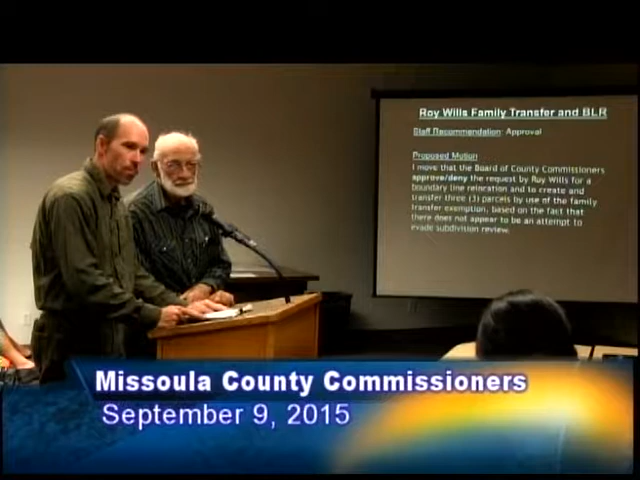 Roy Wills Family Transfer and BLR
Staff Recommendation: Approval
Proposed Motion
I move that the Board of County Commissioners
approve/deny the request by Roy Wills for a
boundary line relocation and to create and
transfer three (3) parcels by use of the family
transfer exemption, based on the fact that
there does not appear to be an attempt to
evade subdivision review.
Missoula County Commissioners
September 9, 2015